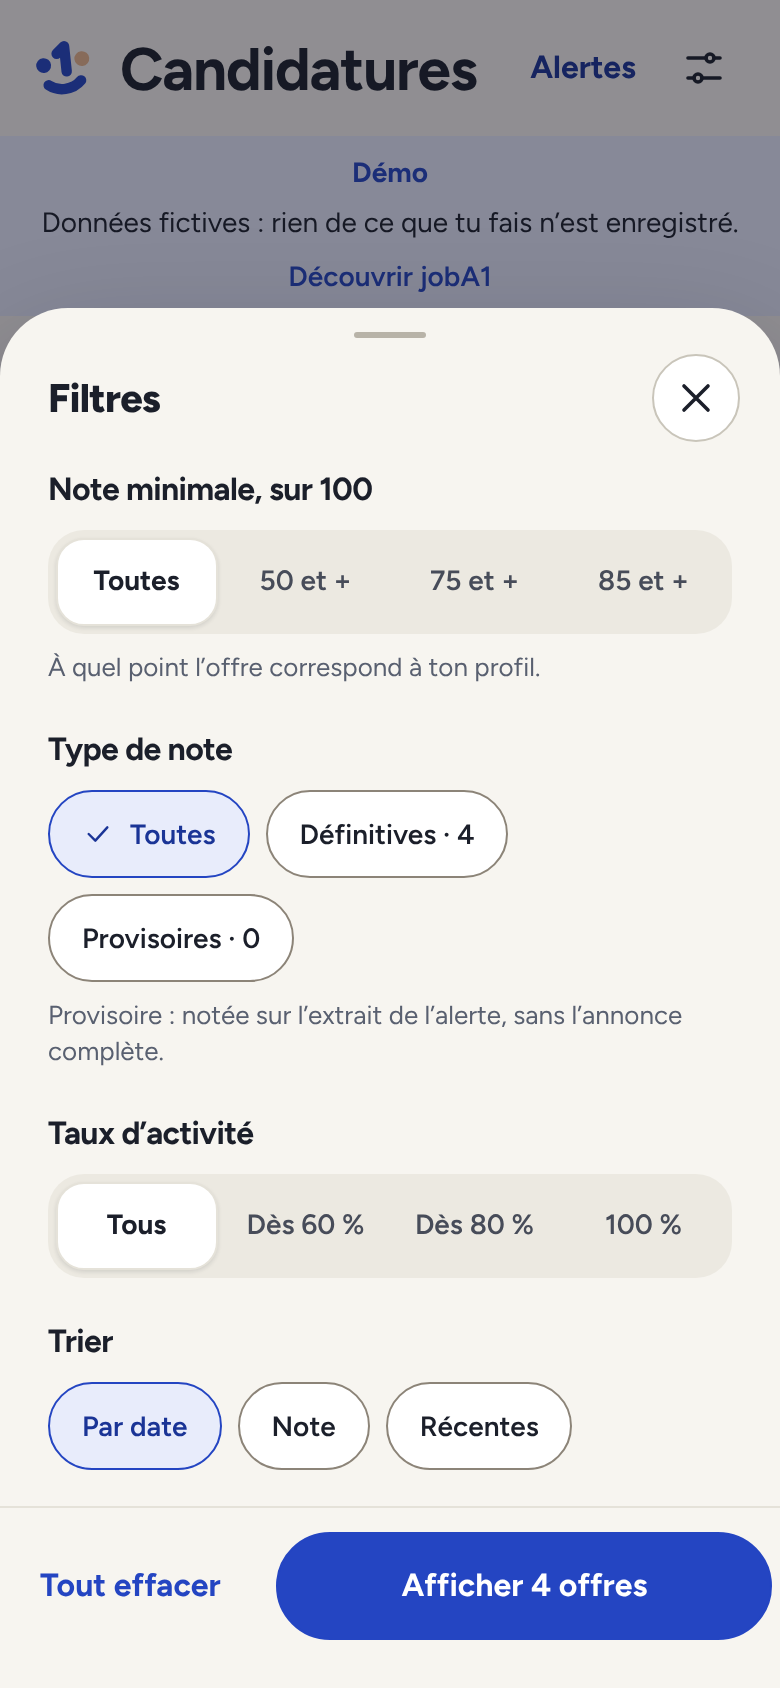 Candidatures
Alertes
Démo
Données fictives : rien de ce que tu fais n’est enregistré.
Découvrir jobA1
Filtres
Note minimale, sur 100
Toutes
50 et +
75 et +
85 et +
À quel point l’offre correspond à ton profil.
Type de note
Toutes
Définitives · 4
Provisoires · 0
Provisoire : notée sur l’extrait de l’alerte, sans l’annonce
complète.
Taux d’activité
Tous
Dès 60 %
Dès 80 %
100 %
Trier
Par date
Note
Récentes
Tout effacer
Afficher 4 offres